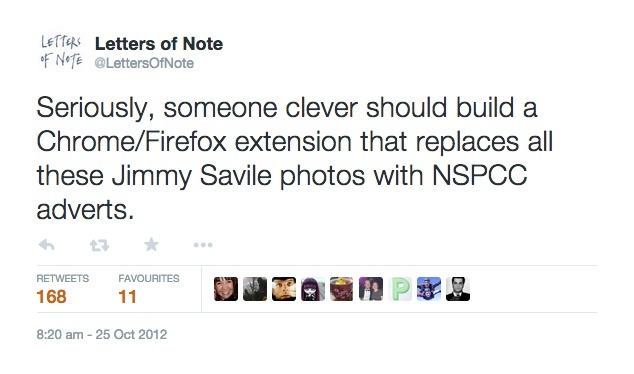 LETTERS
OF NOTE
Letters of Note
@LettersOfNote
Seriously, someone clever should build a
Chrome/Firefox extension that replaces all
these Jimmy Savile photos with NSPCC
adverts.
RETWEETS FAVOURITES
168 11
P
8:20 am - 25 Oct 2012